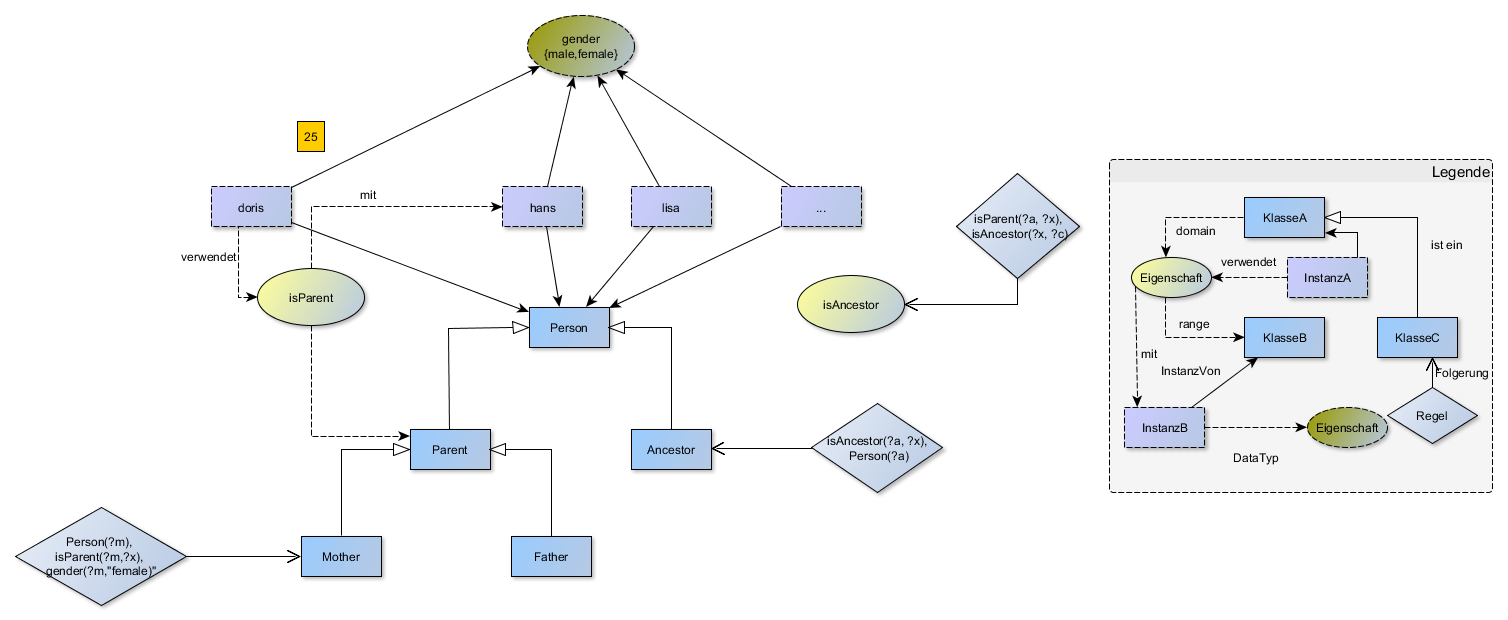 gender
{male,female}
25
doris
mit
hans
lisa
...
verwendet
isParent
Person
isParent(?a, ?x),
isAncestor(?x, ?c)
isAncestor
Parent
Ancestor
isAncestor(?a, ?x),
Person(?a)
Person(?m),
isParent(?m,?x),
gender(?m,"female)"
Mother
Father
Legende
KlasseA
domain
ist ein
verwendet
Eigenschaft
InstanzA
range
KlasseB
KlasseC
mit
InstanzVon
Folgerung
Regel
InstanzB
Eigenschaft
DataTyp